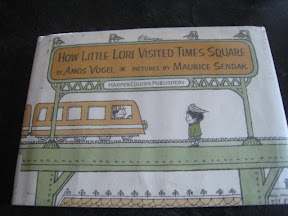 HOW LITTLE LORI VISITED TIMES SQUARE
BY AMOS VOGEL * PICTURES BY MAURICE SENDAK
HARPERCOLLINSPUBLISHERS